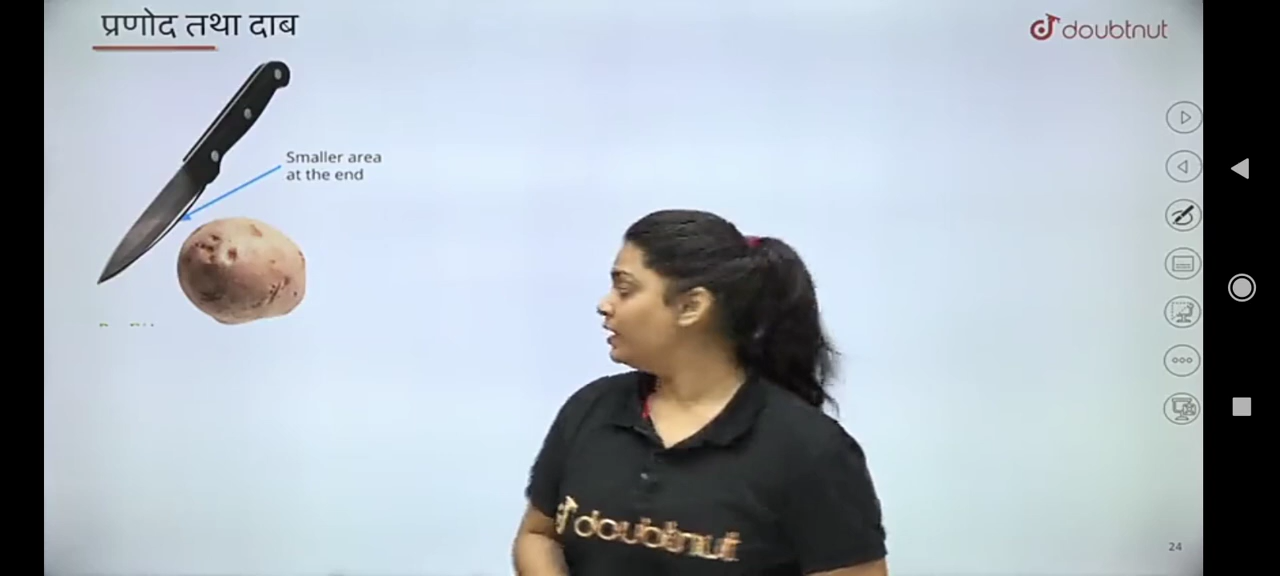 प्रणोद तथा दाब
doubtnut
Smaller area
at the end
doubtnut
24